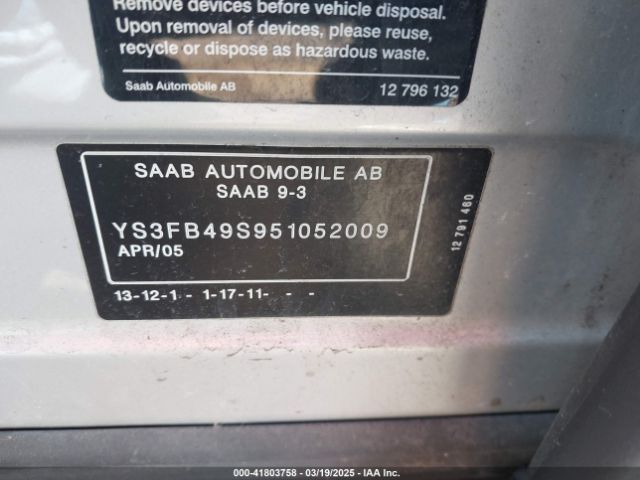 Remove devices before vehicle disposal.
Upon removal of devices, please reuse,
recycle or dispose as hazardous waste.
Saab Automobile AB 12 796 132
SAAB AUTOMOBILE AB
SAAB 9-3
YS3FB49S951052009
APR/05
13-12-1 - 1-17-11- - -
12 791 460
000-41803758 - 03/19/2025 - IAA Inc.